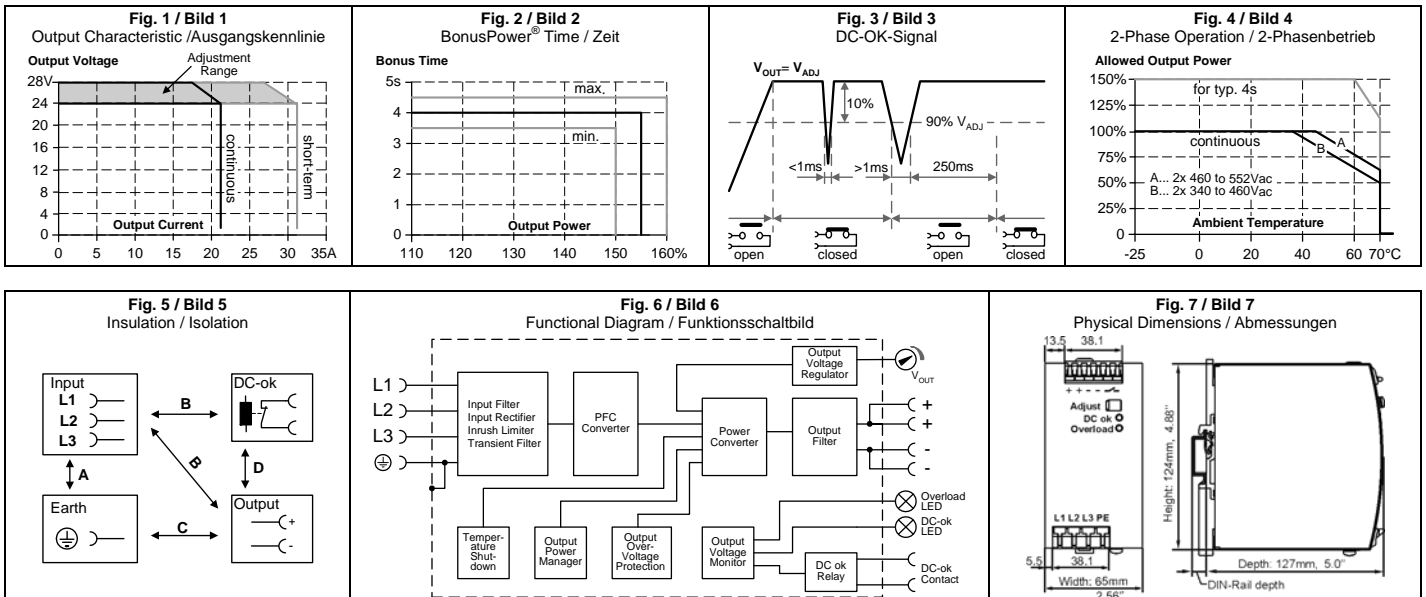 Fig. 1 / Bild 1
Output Characteristic /Ausgangskennlinie
Output Voltage
Adjustment
Range
28V
24
20
16
12
8
4
0
continuous
short-term
Output Current
0 5 10 15 20 25 30 35A
Fig. 2 / Bild 2
BonusPower® Time / Zeit
Bonus Time
5s
4
3
2
1
0
max.
min.
Output Power
110 120 130 140 150 160%
Fig. 3 / Bild 3
DC-OK-Signal
VOUT= VADJ
10%
90% VADJ
<1ms >1ms 250ms
open closed open closed
Fig. 4 / Bild 4
2-Phase Operation / 2-Phasenbetrieb
Allowed Output Power
150%
125%
100%
75%
50%
25%
0
for typ. 4s
continuous
A
B
A... 2x 460 to 552Vac
B... 2x 340 to 460Vac
Ambient Temperature
-25 0 20 40 60 70°C
Fig. 5 / Bild 5
Insulation / Isolation
Input
L1
L2
L3
DC-ok
B
A
B
D
Earth
C
Output
+
-
Fig. 6 / Bild 6
Functional Diagram / Funktionsschaltbild
L1
L2
L3
Input Filter
Input Rectifier
Inrush Limiter
Transient Filter
PFC
Converter
Power
Converter
Output
Filter
Output
Voltage
Regulator
VOUT
+
+
-
-
Temper-
ature
Shut-
down
Output
Power
Manager
Output
Over-
Voltage
Protection
Output
Voltage
Monitor
DC ok
Relay
Overload
LED
DC-ok
LED
DC-ok
Contact
Fig. 7 / Bild 7
Physical Dimensions / Abmessungen
13.5 38.1
+ + - -
Adjust
DC ok
Overload
L1 L2 L3 PE
5.5 38.1
Width: 65mm
2.56"
Height: 124mm, 4.88"
Depth: 127mm, 5.0"
DIN-Rail depth